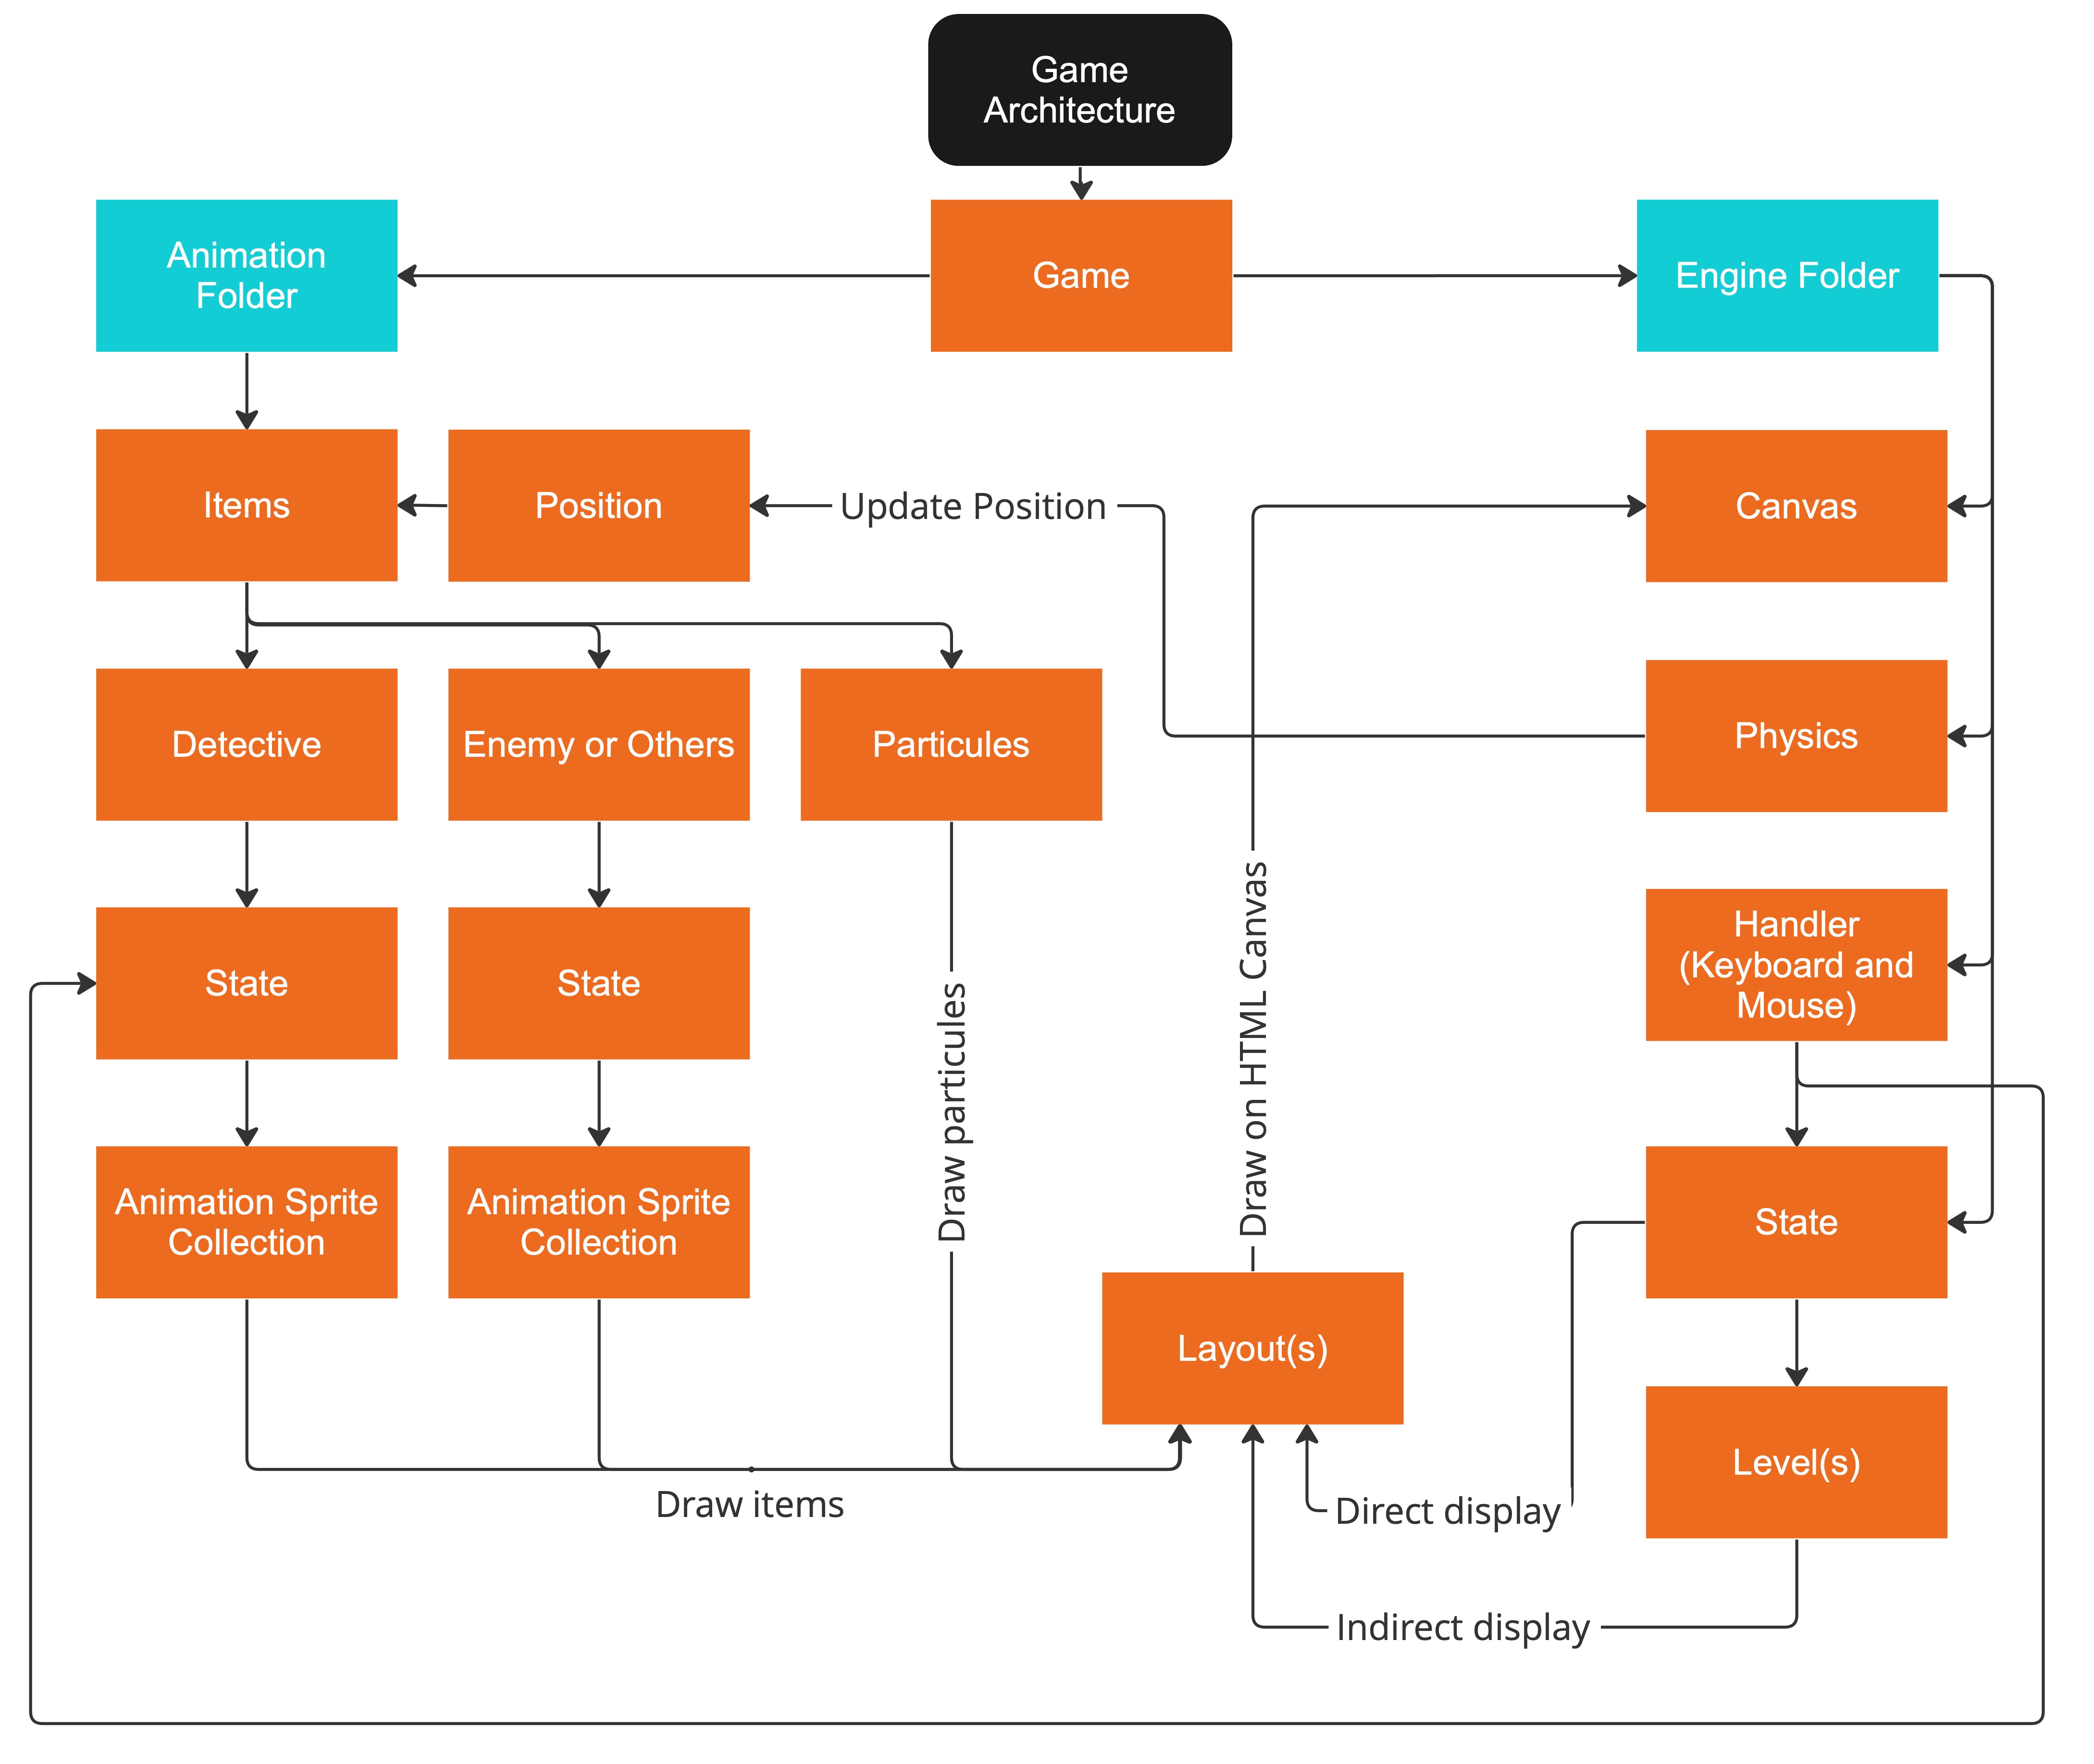 Game
Architecture
Animation
Folder
Game
Engine Folder
Items
Position
Update Position
Canvas
Detective
Enemy or Others
Particules
Physics
State
State
Draw particules
Draw on HTML Canvas
Handler
(Keyboard and
Mouse)
Animation Sprite
Collection
Animation Sprite
Collection
State
Layout(s)
Level(s)
Draw items
Direct display
Indirect display